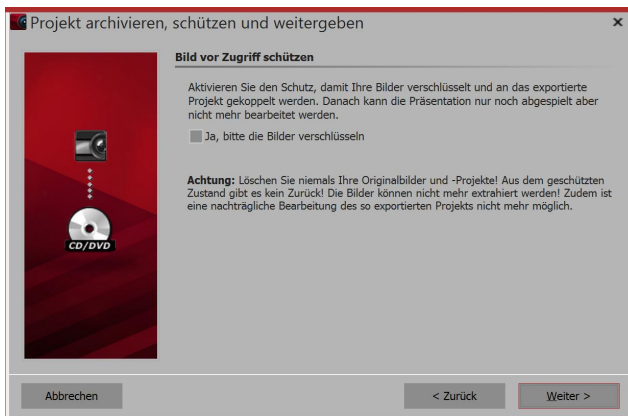 Projekt archivieren, schützen und weitergeben
Bild vor Zugriff schützen
Aktivieren Sie den Schutz, damit Ihre Bilder verschlüsselt und an das exportierte
Projekt gekoppelt werden. Danach kann die Präsentation nur noch abgespielt aber
nicht mehr bearbeitet werden.
Ja, bitte die Bilder verschlüsseln
Achtung: Löschen Sie niemals Ihre Originalbilder und -Projekte! Aus dem geschützten
Zustand gibt es kein Zurück! Die Bilder können nicht mehr extrahiert werden! Zudem ist
eine nachträgliche Bearbeitung des so exportierten Projekts nicht mehr möglich.
CD/DVD
Abbrechen
< Zurück
Weiter >